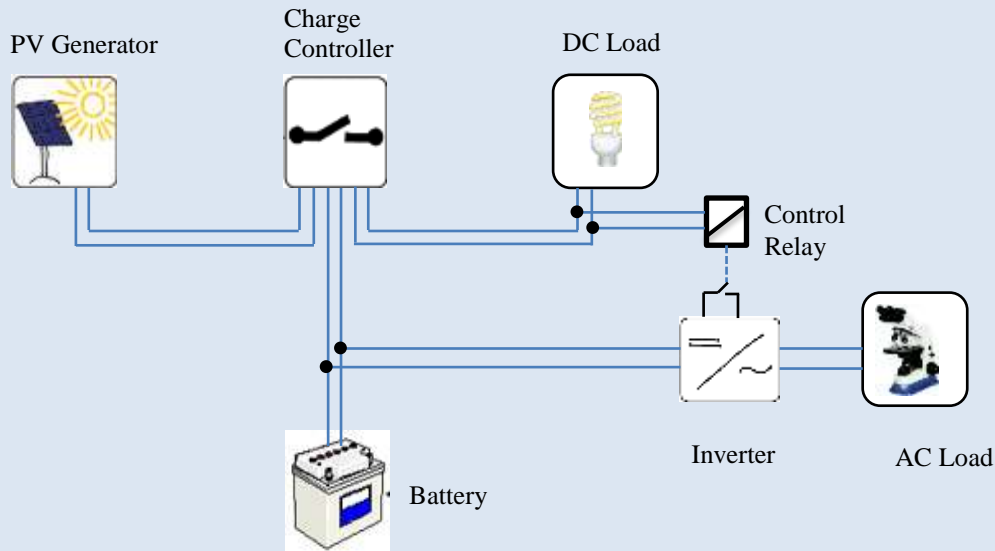 PV Generator
Charge
Controller
DC Load
Control
Relay
Inverter
AC Load
Battery